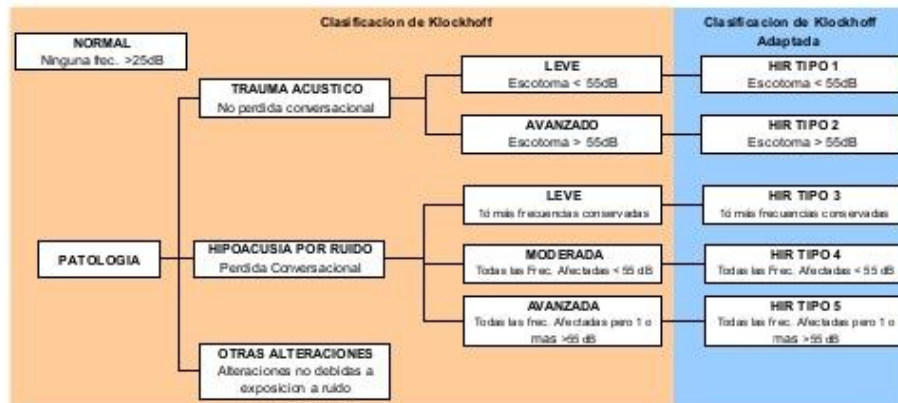 Clasificacion de Klockhoff
Clasificacion de Klockhoff
Adaptada
NORMAL
Ninguna frec. >25dB
TRAUMA ACUSTICO
No perdida conversacional
LEVE
Escotoma < 55dB
HIR TIPO 1
Escotoma < 55dB
AVANZADO
Escotoma > 55dB
HIR TIPO 2
Escotoma > 55dB
PATOLOGIA
HIPOACUSIA POR RUIDO
Perdida Conversacional
LEVE
1ó más frecuencias conservadas
HIR TIPO 3
1ó más frecuencias conservadas
MODERADA
Todas las Frec. Afectadas < 55 dB
HIR TIPO 4
Todas las Frec. Afectadas < 55 dB
AVANZADA
Todas las frec. Afectadas pero 1 o
mas >55 dB
HIR TIPO 5
Todas las frec. Afectadas pero 1 o
mas >55 dB
OTRAS ALTERACIONES
Alteraciones no debidas a
exposicion a ruido